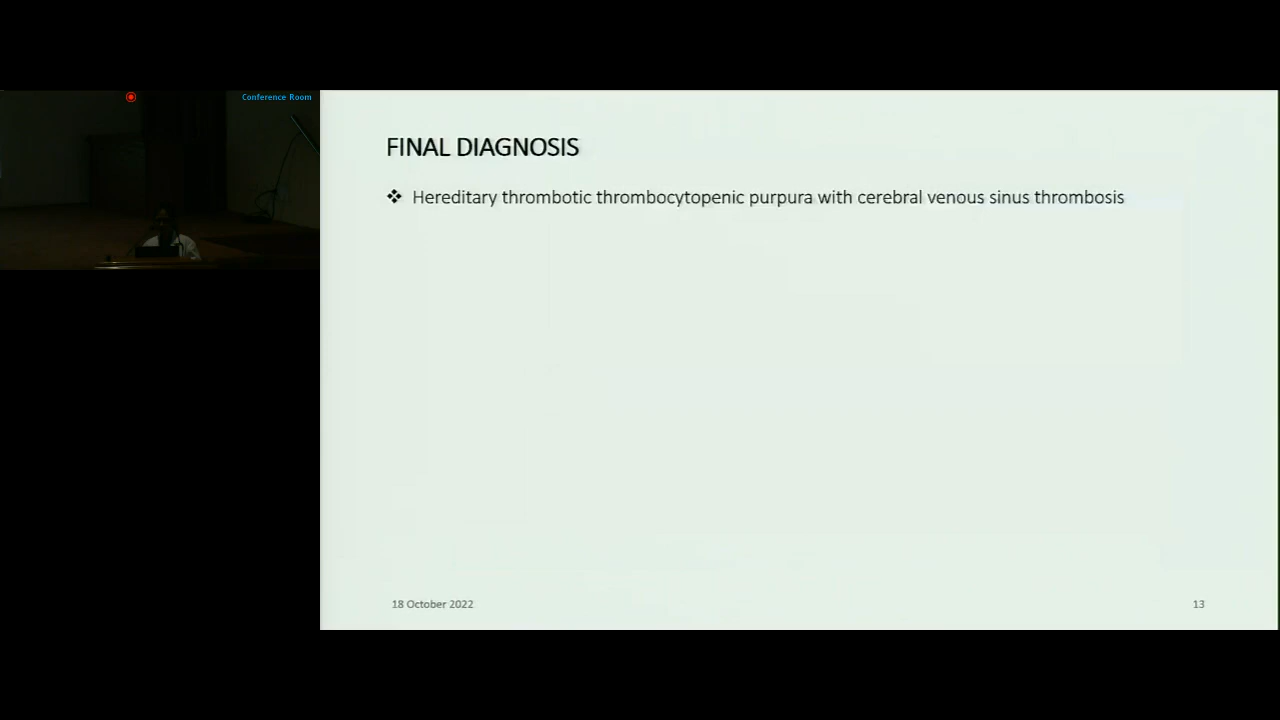 Conference Room
FINAL DIAGNOSIS
❖ Hereditary thrombotic thrombocytopenic purpura with cerebral venous sinus thrombosis
18 October 2022
13